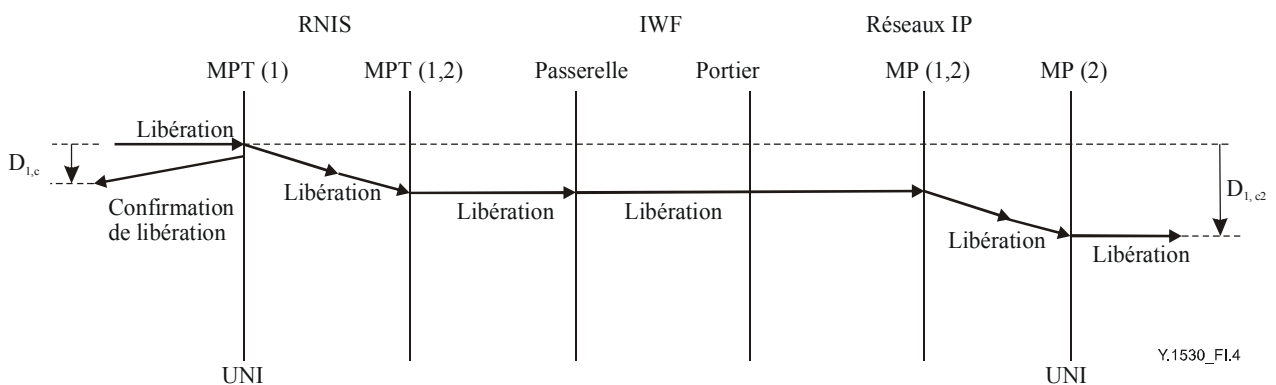 RNIS IWF Réseaux IP
MPT (1) MPT (1,2) Passerelle Portier MP (1,2) MP (2)
Libération
D1,c
Libération
Libération
Libération
D1, c2
Confirmation
de libération
Libération
Libération
Y.1530_FI.4
UNI UNI